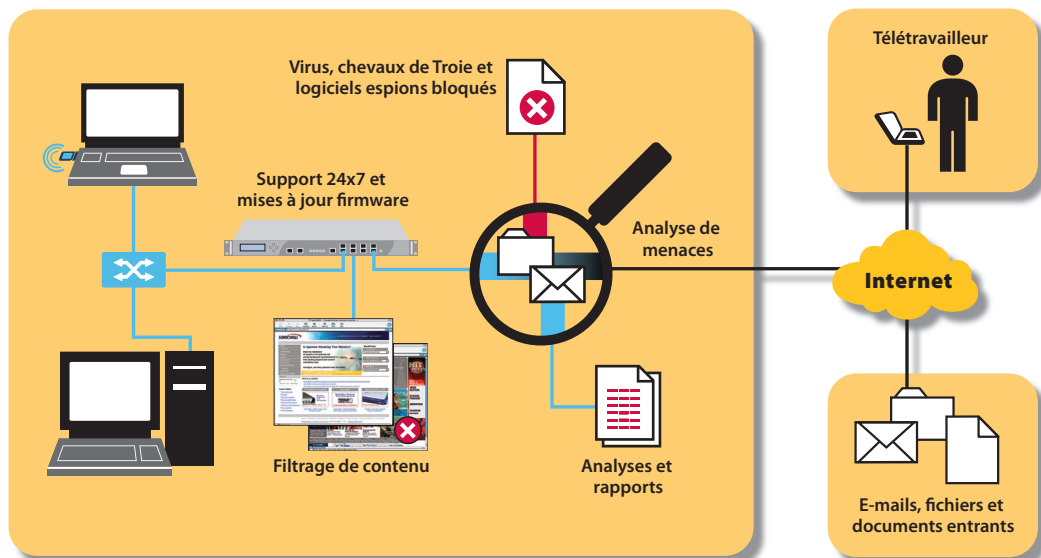 Virus, chevaux de Troie et
logiciels espions bloqués
Télétravailleur
Support 24x7 et
mises à jour firmware
Analyse de
menaces
Internet
SONICWALL
Filtrage de contenu
Analyses et
rapports
E-mails, fichiers et
documents entrants